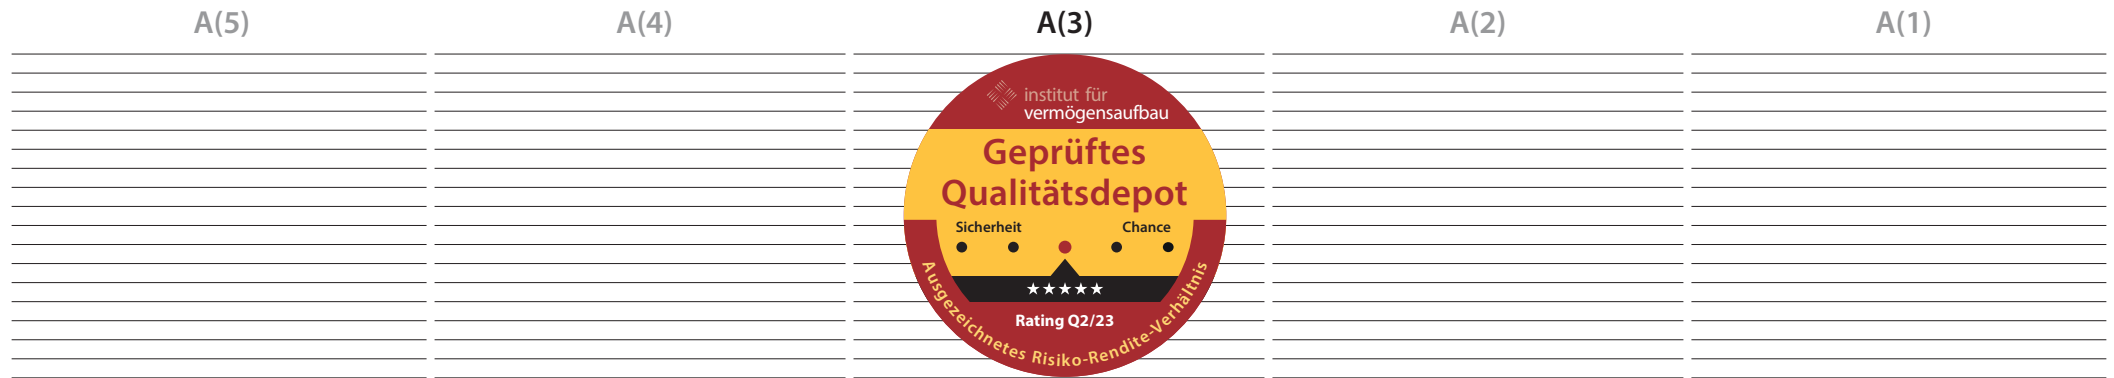 A(5) A(4) A(3) A(2) A(1)
institut für
vermögensaufbau
Geprüftes
Qualitätsdepot
Sicherheit Chance
★★★★★
Rating Q2/23
Ausgezeichnetes Risiko-Rendite-Verhältnis